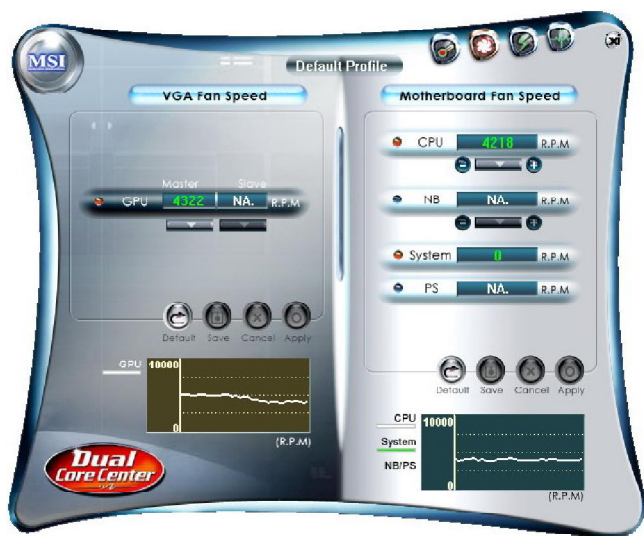 MSI
Default Profile
VGA Fan Speed
Master Slave
GPU 4322 NA. R.P.M
Default Save Cancel Apply
GPU 10000
0
(R.P.M)
Dual
Core Center
Motherboard Fan Speed
CPU 4218 R.P.M
NB NA. R.P.M
System 0 R.P.M
PS NA. R.P.M
Default Save Cancel Apply
CPU 10000
System
NB/PS
0
(R.P.M)